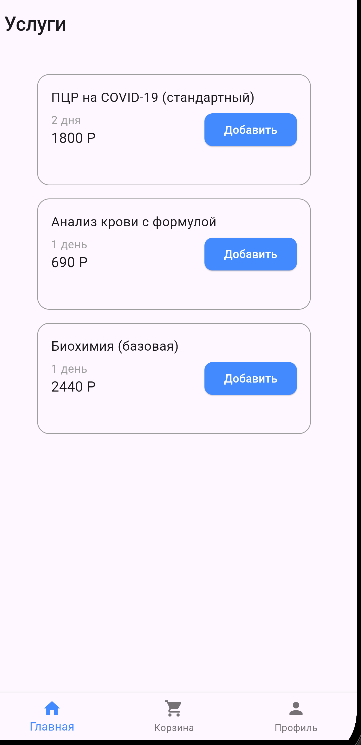 Услуги
ПЦР на COVID-19 (стандартный)
2 дня
1800 Р
Добавить
Анализ крови с формулой
1 день
690 Р
Добавить
Биохимия (базовая)
1 день
2440 Р
Добавить
Главная
Корзина
Профиль